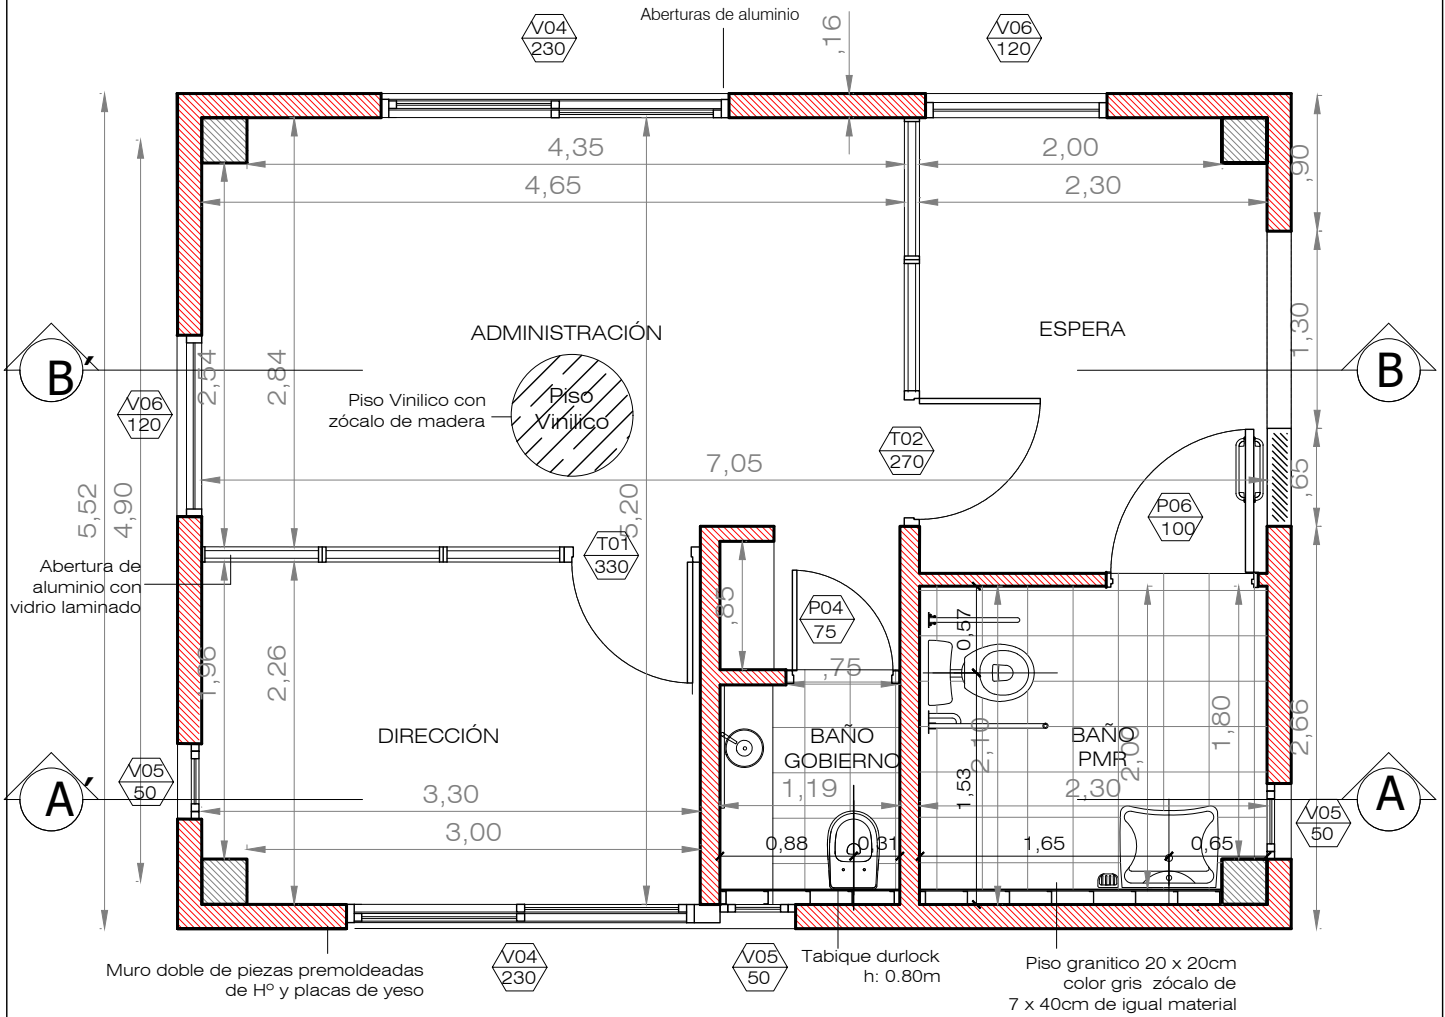 Aberturas de aluminio
V04
230
,16
V06
120
4,35
2,00
4,65
2,30
,90
ADMINISTRACIÓN
ESPERA
1,30
B´
B
2,54
2,84
V06
120
Piso Vinilico con
zócalo de madera
Piso
Vinilico
T02
270
7,05
,65
5,52
4,90
5,20
P06
100
T01
330
Abertura de
aluminio con
vidrio laminado
,85
P04
75
0,57
1,96
2,26
,75
DIRECCIÓN
BAÑO
GOBIERNO
BAÑO
PMR
2,10
2,00
1,80
2,66
V05
50
A´
A
3,30
1,19
1,53
2,30
V05
50
3,00
0,88
0,31
1,65
0,65
Muro doble de piezas premoldeadas
de Hº y placas de yeso
V04
230
V05
50
Tabique durlock
h: 0.80m
Piso granitico 20 x 20cm
color gris zócalo de
7 x 40cm de igual material